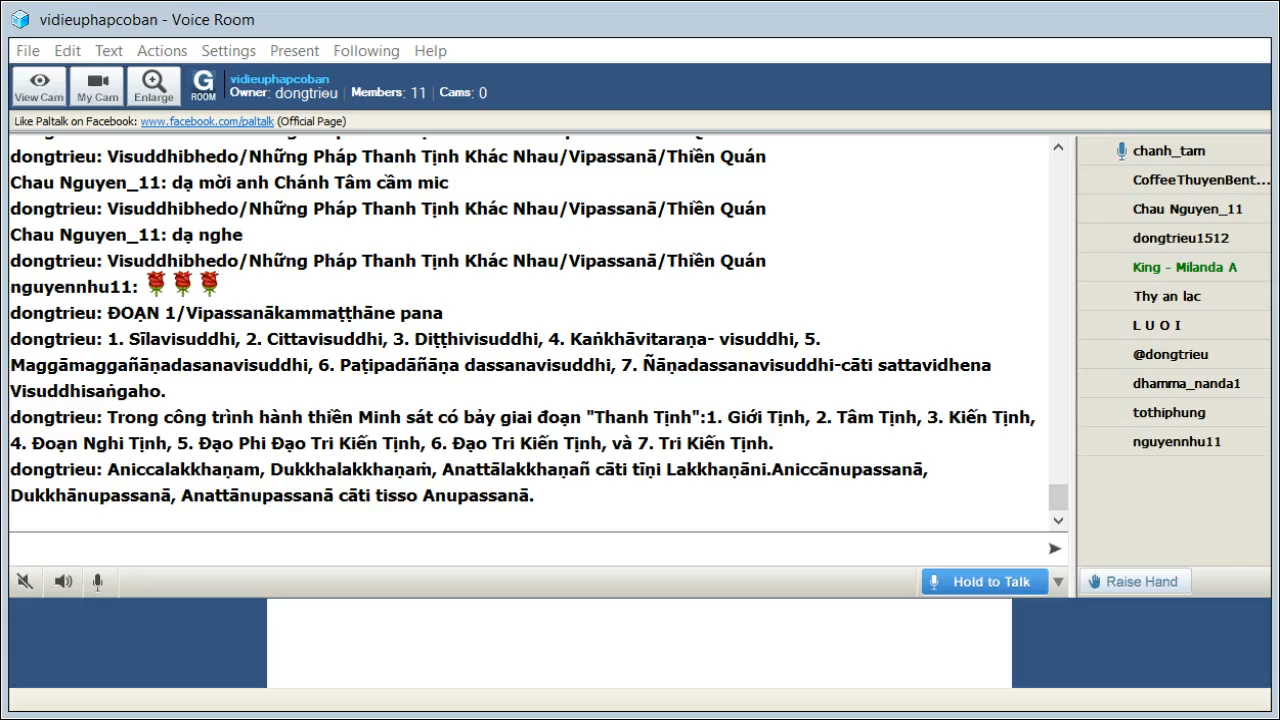 vidieuphapcoban - Voice Room
File Edit Text Actions Settings Present Following Help
View Cam My Cam Enlarge G ROOM
vidieuphapcoban
Owner: dongtrieu | Members: 11 | Cams: 0
Like Paltalk on Facebook: www.facebook.com/paltalk (Official Page)
dongtrieu: Visuddhibhedo/Những Pháp Thanh Tịnh Khác Nhau/Vipassanā/Thiền Quán
Chau Nguyen_11: dạ mời anh Chánh Tâm cầm mic
dongtrieu: Visuddhibhedo/Những Pháp Thanh Tịnh Khác Nhau/Vipassanā/Thiền Quán
Chau Nguyen_11: dạ nghe
dongtrieu: Visuddhibhedo/Những Pháp Thanh Tịnh Khác Nhau/Vipassanā/Thiền Quán
nguyennhu11:
dongtrieu: ĐOẠN 1/Vipassanākammaṭṭhāne pana
dongtrieu: 1. Sīlavisuddhi, 2. Cittavisuddhi, 3. Diṭṭhivisuddhi, 4. Kaṅkhāvitaraṇa- visuddhi, 5.
Maggāmaggañāṇadasanavisuddhi, 6. Paṭipadāñāṇa dassanavisuddhi, 7. Ñāṇadassanavisuddhi-cāti sattavidhena
Visuddhisaṅgaho.
dongtrieu: Trong công trình hành thiền Minh sát có bảy giai đoạn "Thanh Tịnh":1. Giới Tịnh, 2. Tâm Tịnh, 3. Kiến Tịnh,
4. Đoạn Nghi Tịnh, 5. Đạo Phi Đạo Tri Kiến Tịnh, 6. Đạo Tri Kiến Tịnh, và 7. Tri Kiến Tịnh.
dongtrieu: Aniccalakkhaṇam, Dukkhalakkhaṇaṁ, Anattālakkhaṇañ cāti tīṇi Lakkhaṇāni.Aniccānupassanā,
Dukkhānupassanā, Anattānupassanā cāti tisso Anupassanā.
chanh_tam
CoffeeThuyenBent...
Chau Nguyen_11
dongtrieu1512
King - Milanda A
Thy an lac
L U O I
@dongtrieu
dhamma_nanda1
tothiphung
nguyennhu11
Hold to Talk
Raise Hand